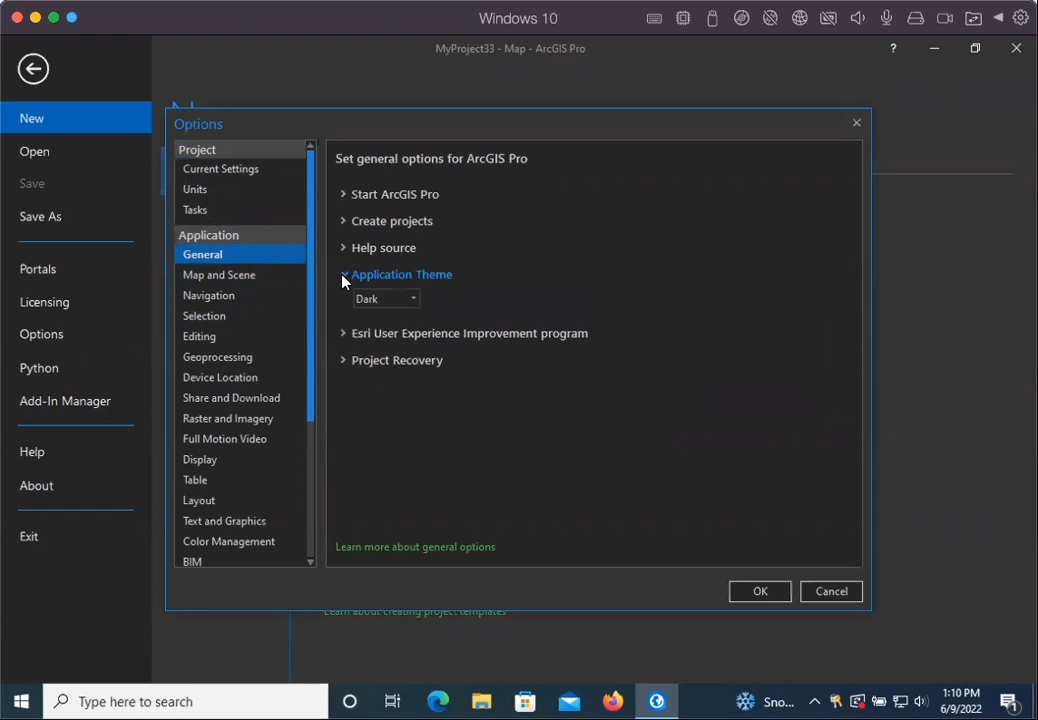 Windows 10
MyProject33 - Map - ArcGIS Pro
?
New
Open
Save
Save As
Portals
Licensing
Options
Python
Add-In Manager
Help
About
Exit
Options
Project
Current Settings
Units
Tasks
Application
General
Map and Scene
Navigation
Selection
Editing
Geoprocessing
Device Location
Share and Download
Raster and Imagery
Full Motion Video
Display
Table
Layout
Text and Graphics
Color Management
BIM
Set general options for ArcGIS Pro
Start ArcGIS Pro
Create projects
Help source
Application Theme
Dark
Esri User Experience Improvement program
Project Recovery
Learn more about general options
OK
Cancel
Learn about creating project templates
Type here to search
Sno...
1:10 PM
6/9/2022
1